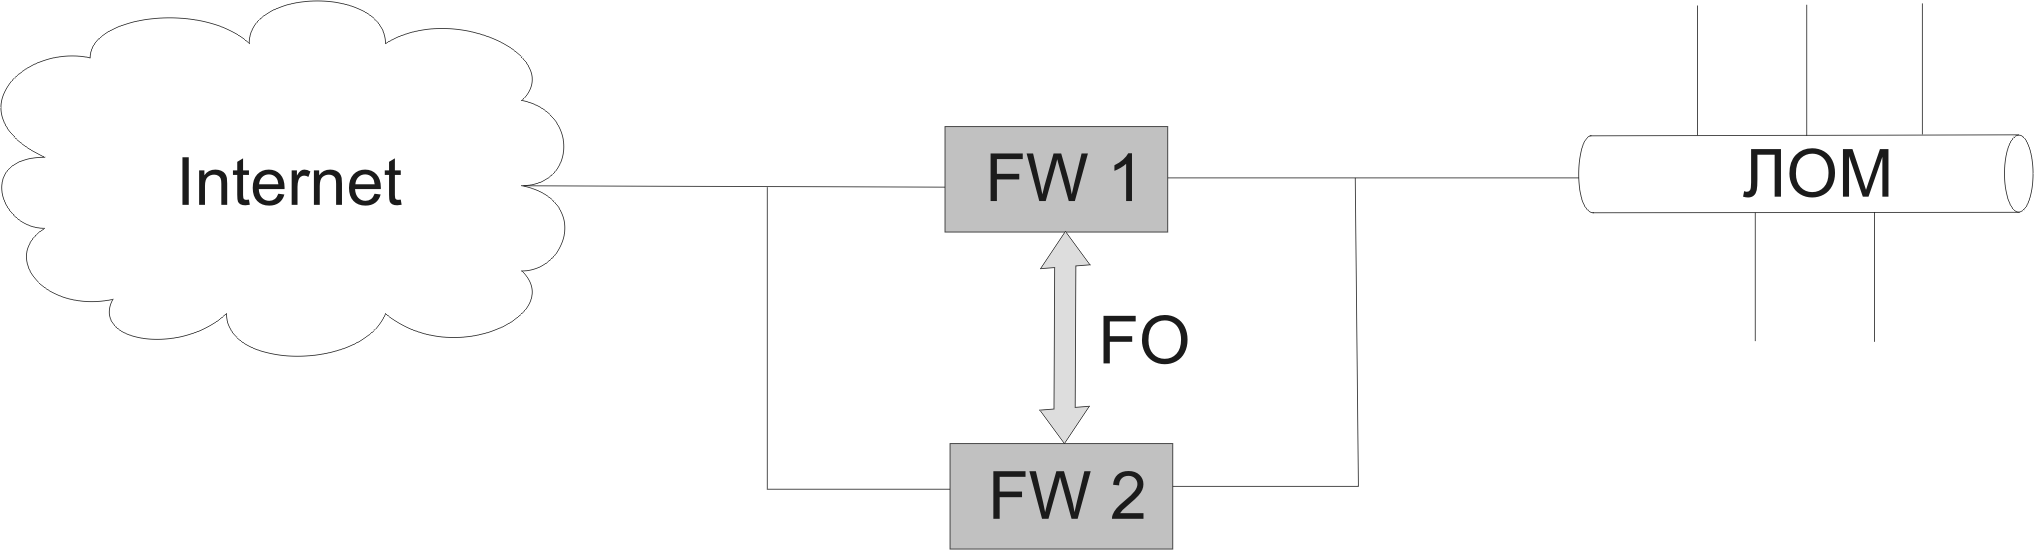 Internet
FW 1
ЛОМ
FO
FW 2